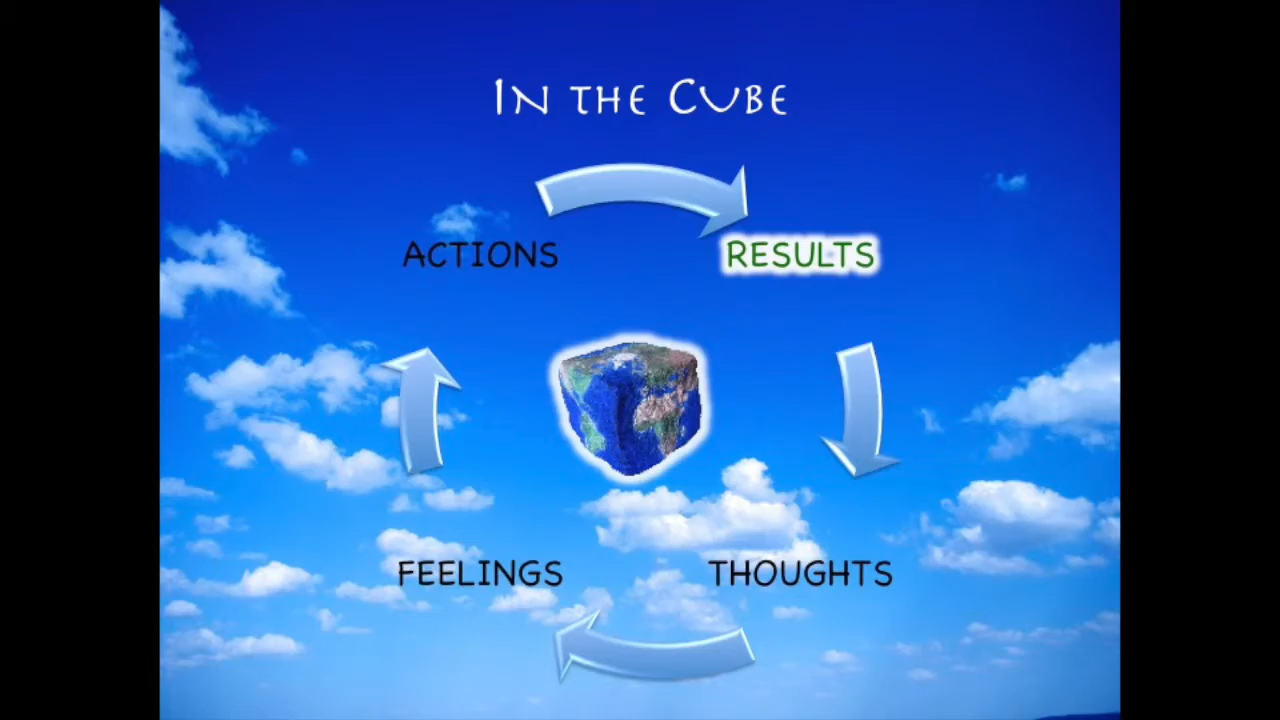 IN THE CUBE
ACTIONS
RESULTS
FEELINGS
THOUGHTS